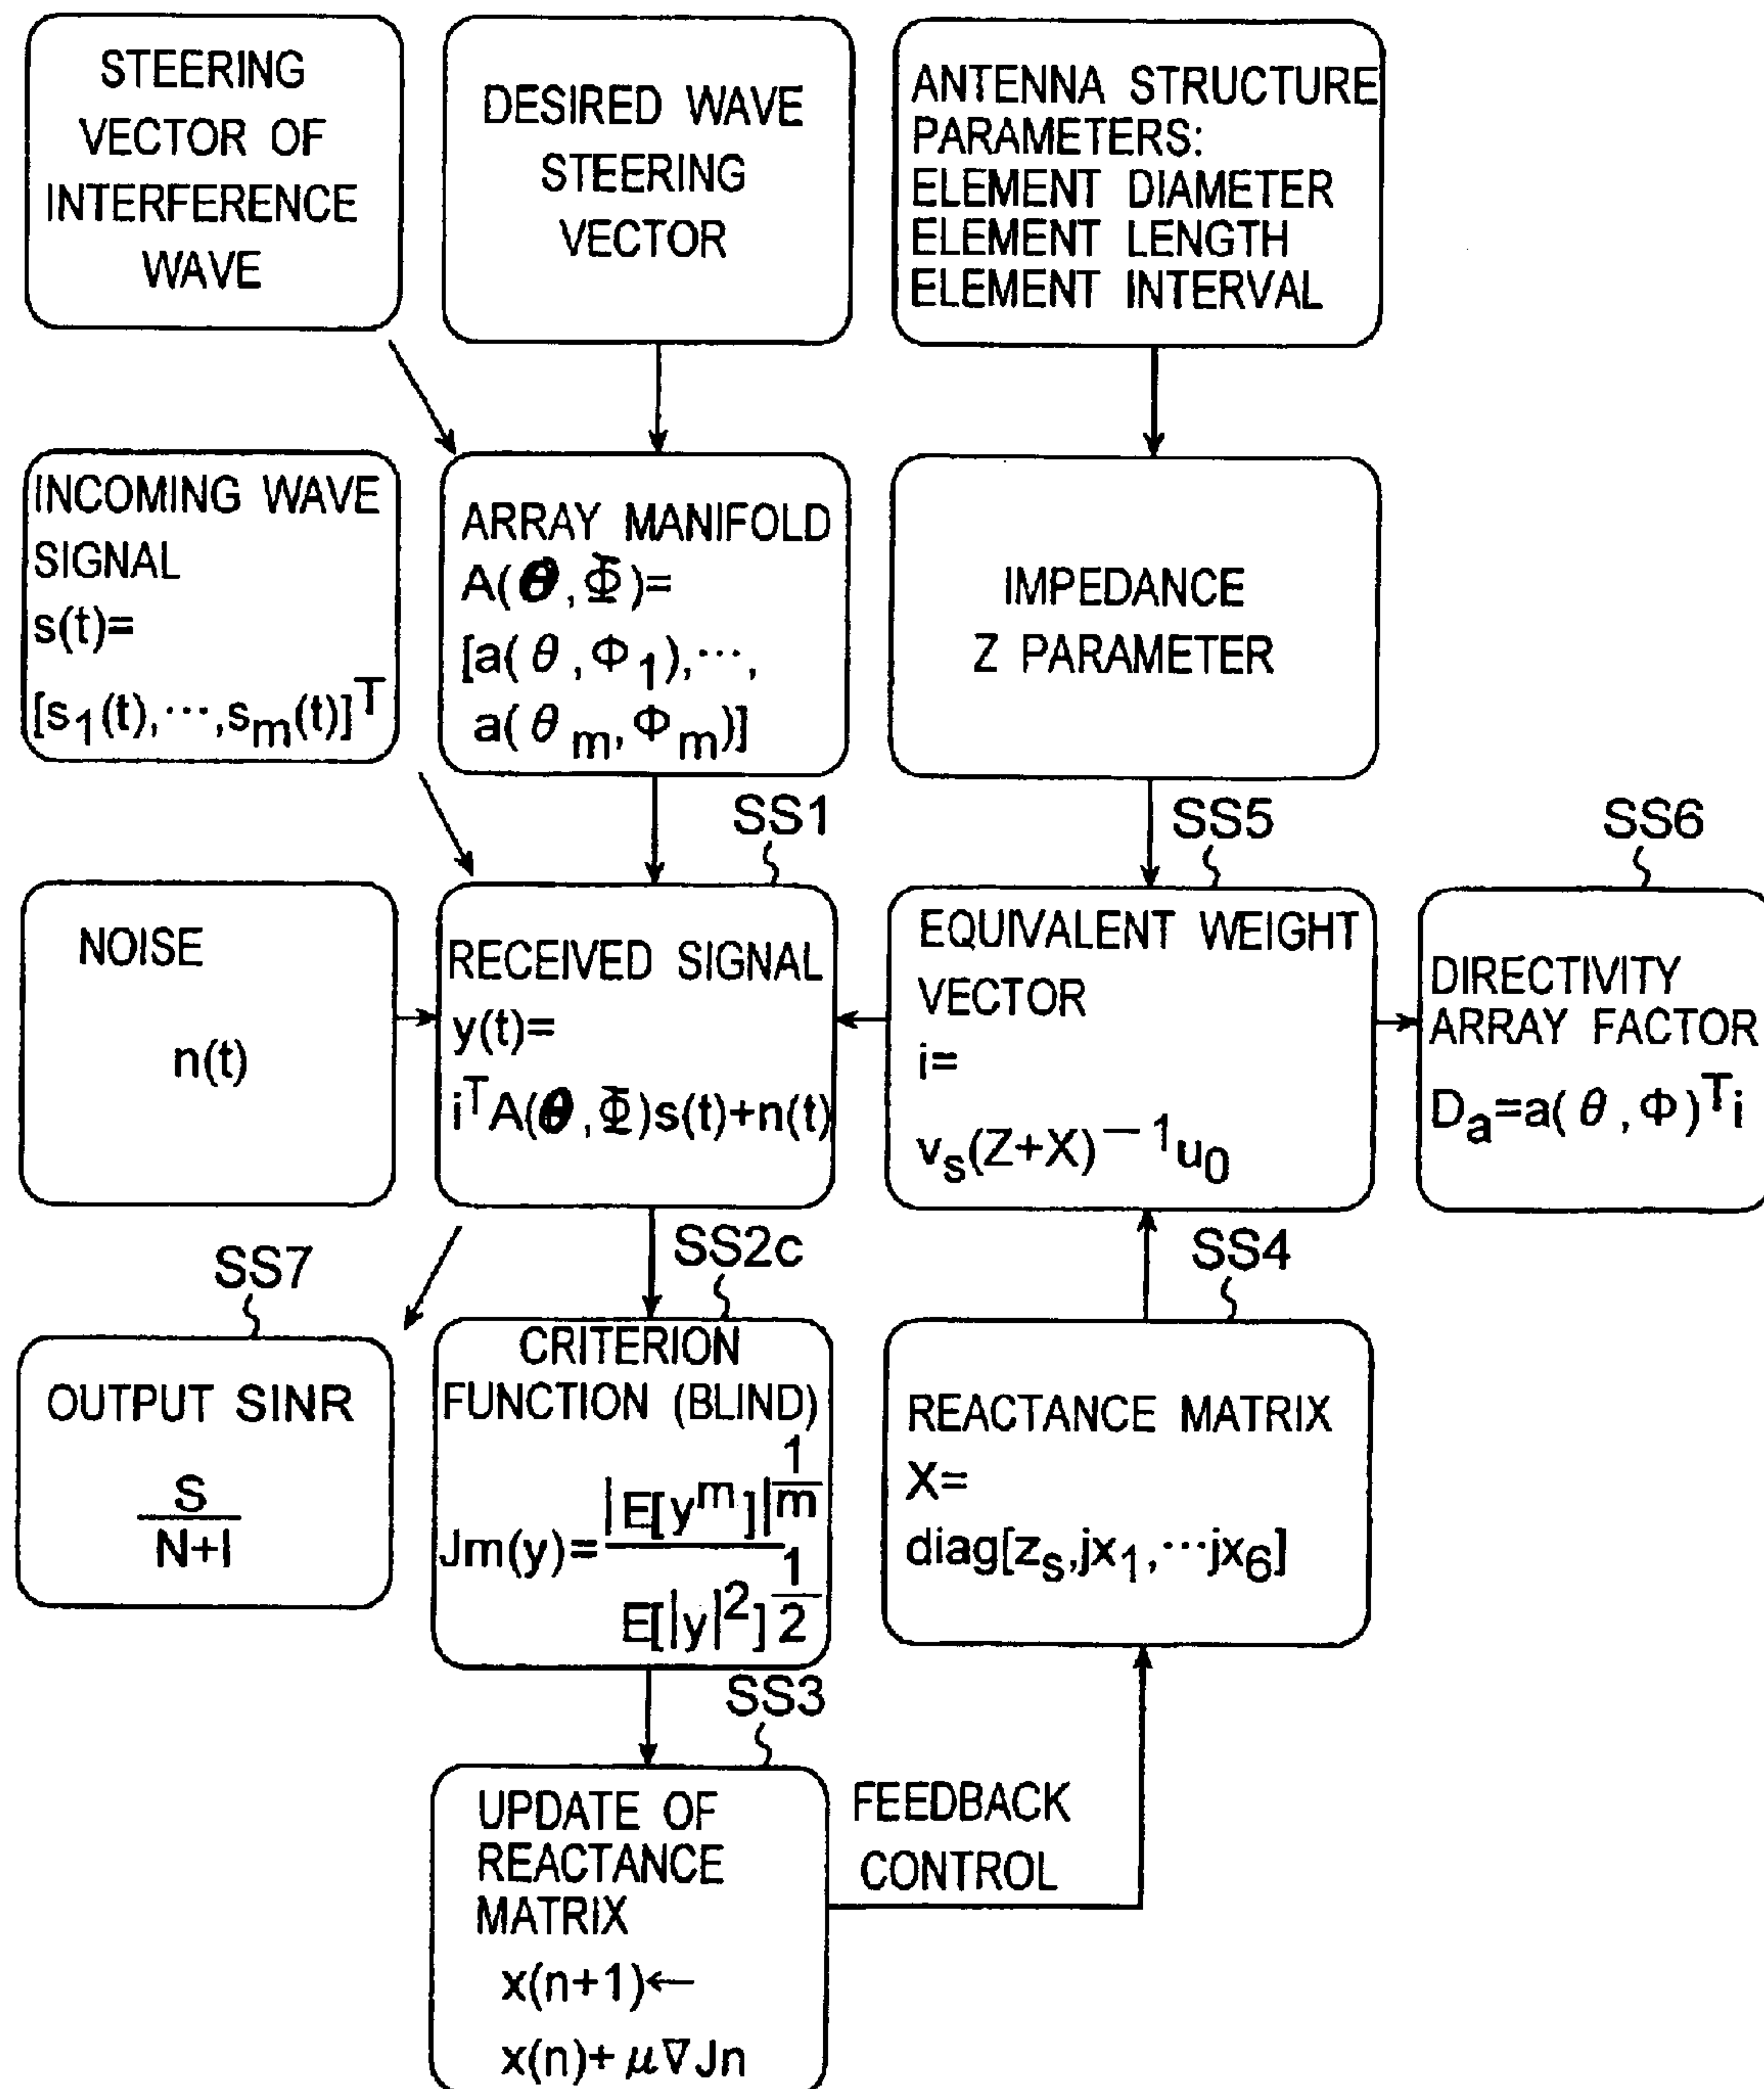 STEERING
VECTOR OF
INTERFERENCE
WAVE
DESIRED WAVE
STEERING
VECTOR
ANTENNA STRUCTURE
PARAMETERS:
ELEMENT DIAMETER
ELEMENT LENGTH
ELEMENT INTERVAL
INCOMING WAVE
SIGNAL
s(t)=
[s₁(t),⋯,sₘ(t)]ᵀ
ARRAY MANIFOLD
A(θ,Φ)=
[a(θ,Φ₁),⋯,
a(θₘ,Φₘ)]
IMPEDANCE
Z PARAMETER
SS1
SS5
SS6
NOISE
n(t)
RECEIVED SIGNAL
y(t)=
iᵀA(θ,Φ)s(t)+n(t)
EQUIVALENT WEIGHT
VECTOR
i=
vₛ(Z+X)⁻¹u₀
DIRECTIVITY
ARRAY FACTOR
Dₐ=a(θ,Φ)ᵀi
SS7
SS2c
SS4
OUTPUT SINR
S
N+I
CRITERION
FUNCTION (BLIND)
Jm(y)=|E[yᵐ]|^(1/m)
E[|y|²]^(1/2)
REACTANCE MATRIX
X=
diag[zₛ,jx₁,⋯jx₆]
SS3
UPDATE OF
REACTANCE
MATRIX
x(n+1)←
x(n)+μ∇Jn
FEEDBACK
CONTROL